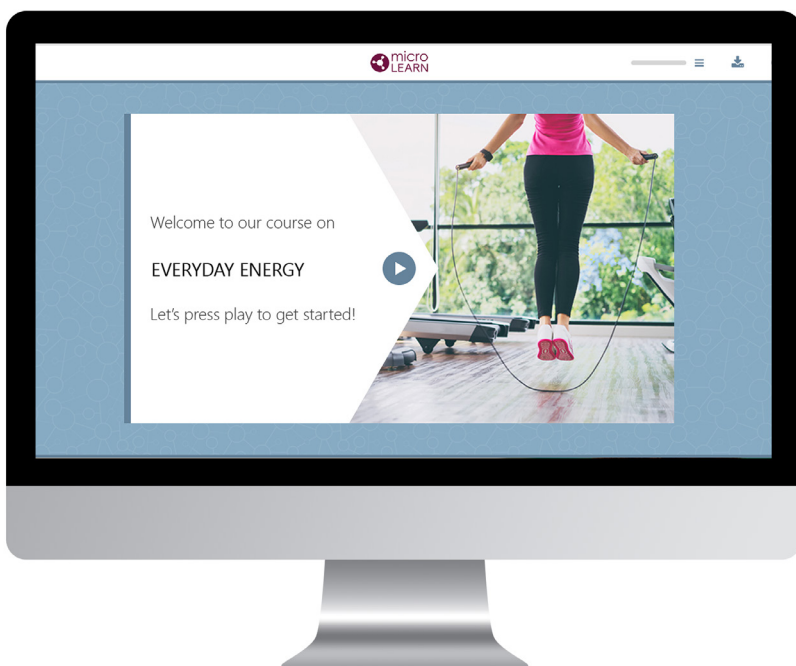 micro
LEARN
Welcome to our course on
EVERYDAY ENERGY
Let's press play to get started!